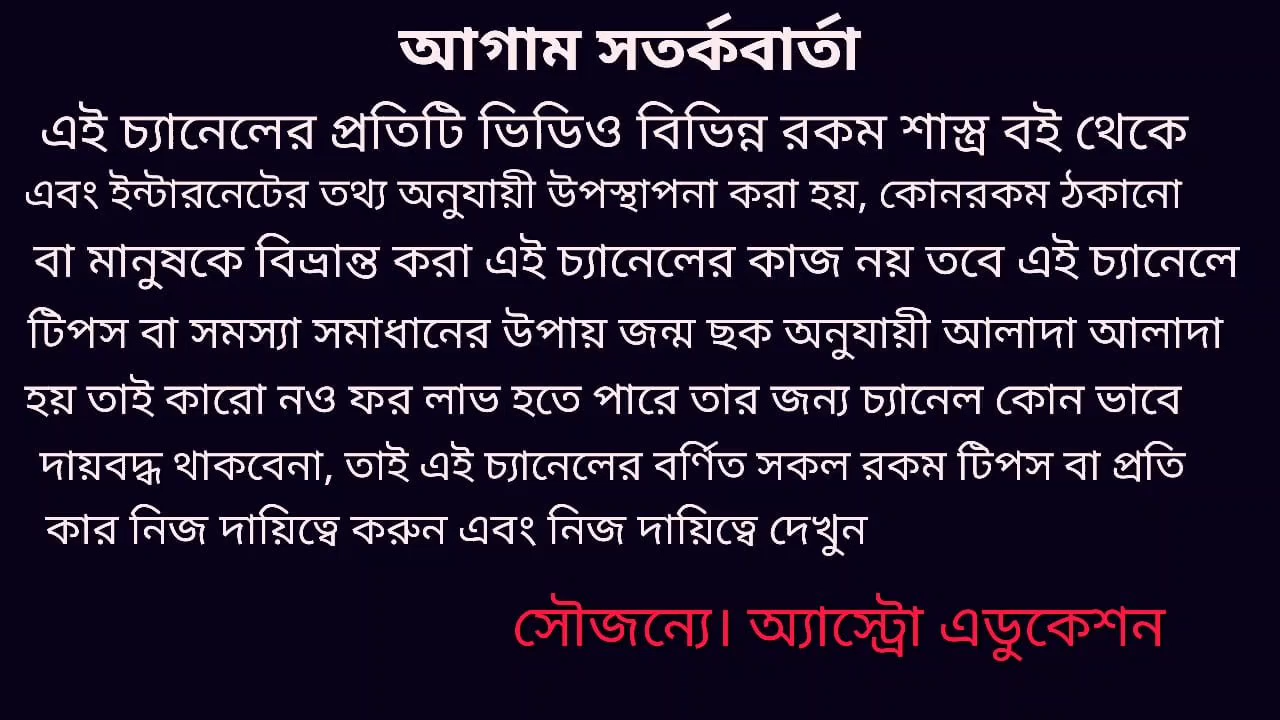 আগাম সতর্কবার্তা
এই চ্যানেলের প্রতিটি ভিডিও বিভিন্ন রকম শাস্ত্র বই থেকে
এবং ইন্টারনেটের তথ্য অনুযায়ী উপস্থাপনা করা হয়, কোনরকম ঠকানো
বা মানুষকে বিভ্রান্ত করা এই চ্যানেলের কাজ নয় তবে এই চ্যানেলে
টিপস বা সমস্যা সমাধানের উপায় জন্ম ছক অনুযায়ী আলাদা আলাদা
হয় তাই কারো নও ফর লাভ হতে পারে তার জন্য চ্যানেল কোন ভাবে
দায়বদ্ধ থাকবেনা, তাই এই চ্যানেলের বর্ণিত সকল রকম টিপস বা প্রতি
কার নিজ দায়িত্বে করুন এবং নিজ দায়িত্বে দেখুন
সৌজন্যে। অ্যাস্ট্রো এডুকেশন